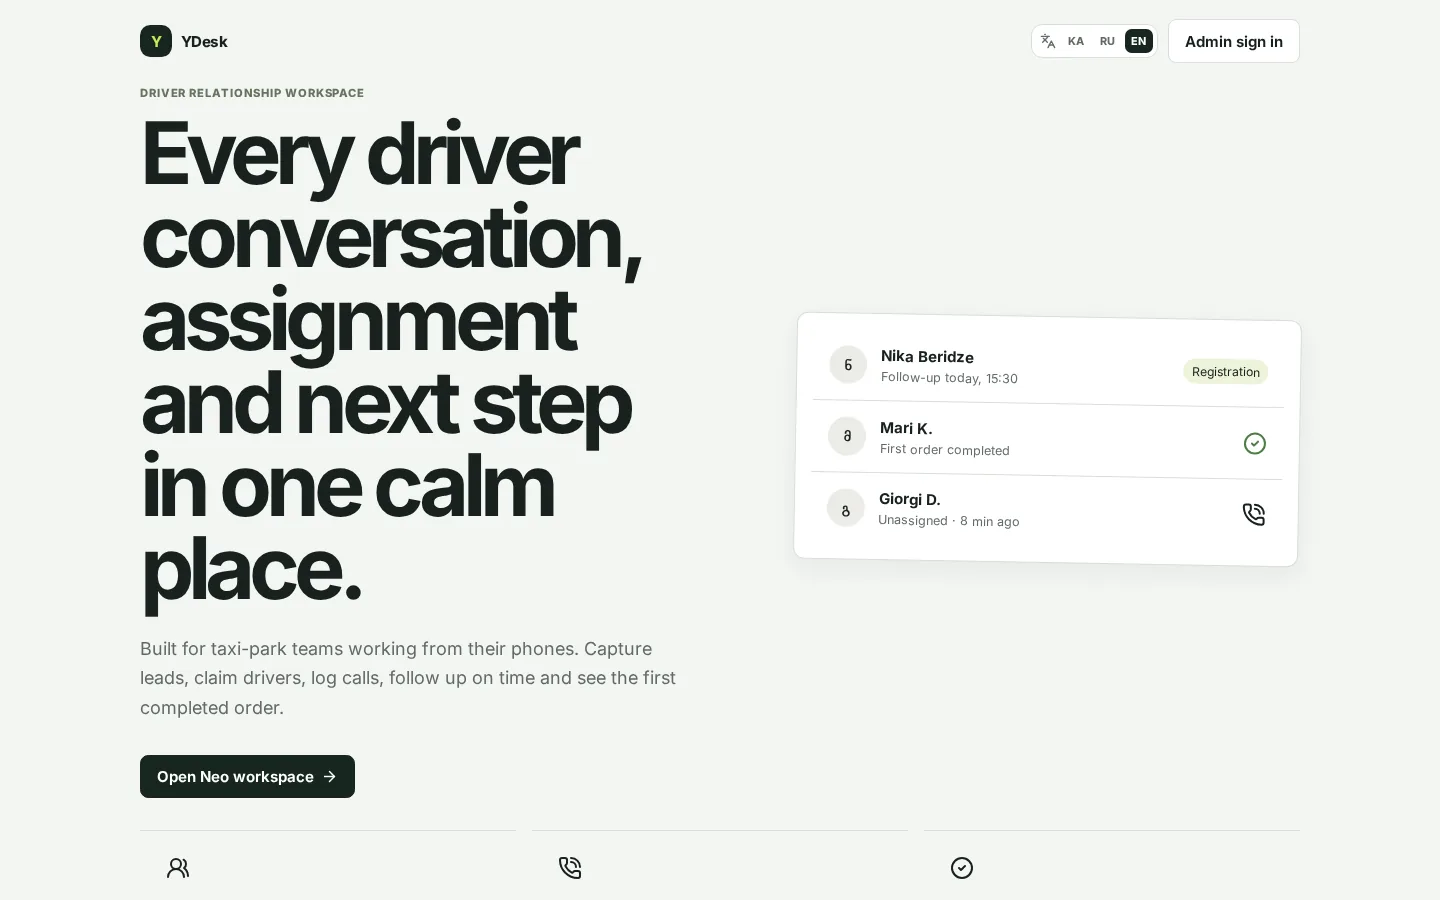 Y
YDesk
KA
RU
EN
Admin sign in
DRIVER RELATIONSHIP WORKSPACE
Every driver
conversation,
assignment
and next step
in one calm
place.
ნ
Nika Beridze
Follow-up today, 15:30
Registration
მ
Mari K.
First order completed
გ
Giorgi D.
Unassigned · 8 min ago
Built for taxi-park teams working from their phones. Capture
leads, claim drivers, log calls, follow up on time and see the first
completed order.
Open Neo workspace →